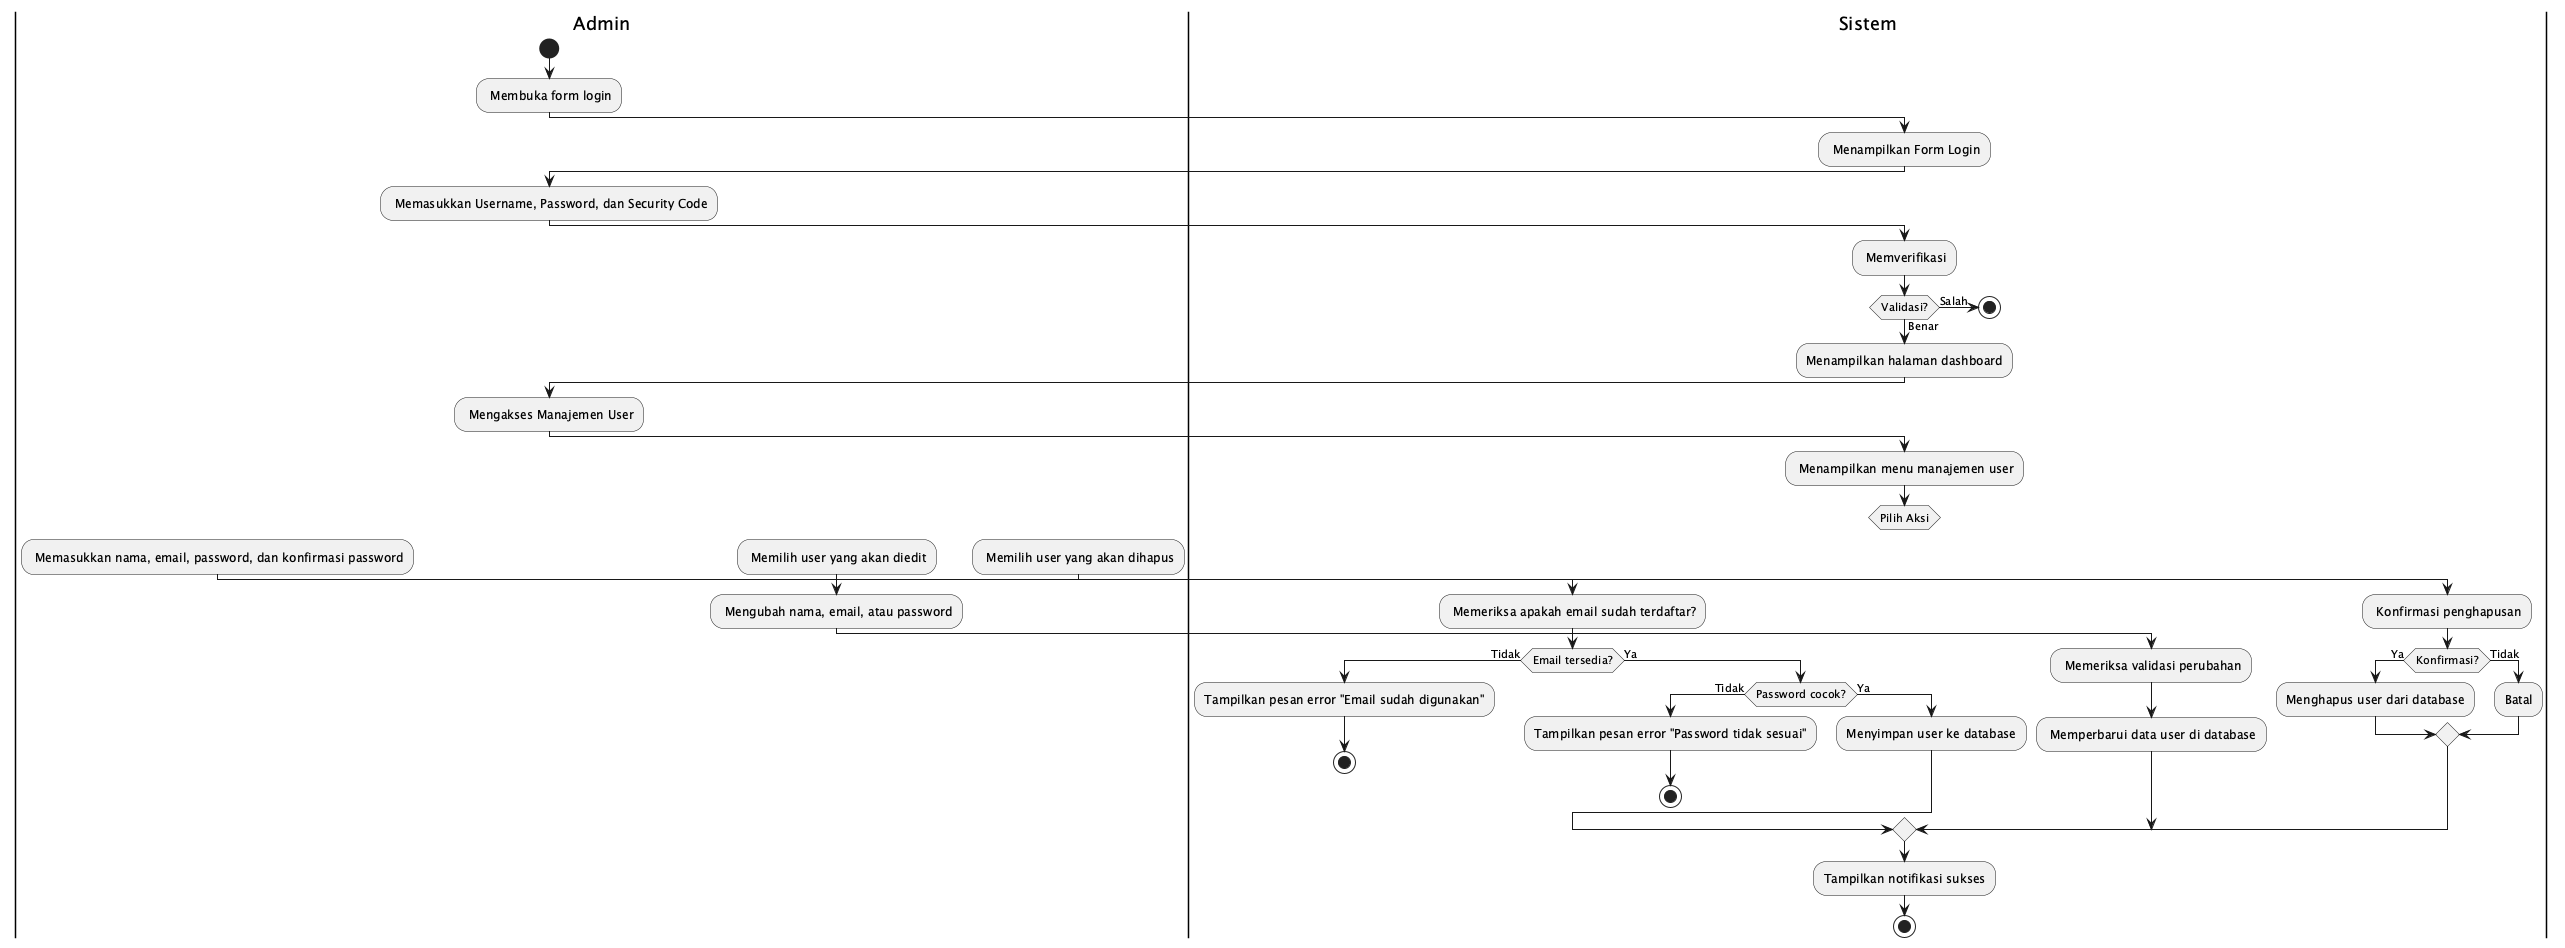 Admin
Sistem
Membuka form login
Menampilkan Form Login
Memasukkan Username, Password, dan Security Code
Memverifikasi
Validasi?
Salah
Benar
Menampilkan halaman dashboard
Mengakses Manajemen User
Menampilkan menu manajemen user
Pilih Aksi
Memasukkan nama, email, password, dan konfirmasi password
Memilih user yang akan diedit
Memilih user yang akan dihapus
Mengubah nama, email, atau password
Memeriksa apakah email sudah terdaftar?
Konfirmasi penghapusan
Tidak
Email tersedia?
Ya
Memeriksa validasi perubahan
Ya
Konfirmasi?
Tidak
Tampilkan pesan error "Email sudah digunakan"
Tidak
Password cocok?
Ya
Menghapus user dari database
Batal
Tampilkan pesan error "Password tidak sesuai"
Menyimpan user ke database
Memperbarui data user di database
Tampilkan notifikasi sukses